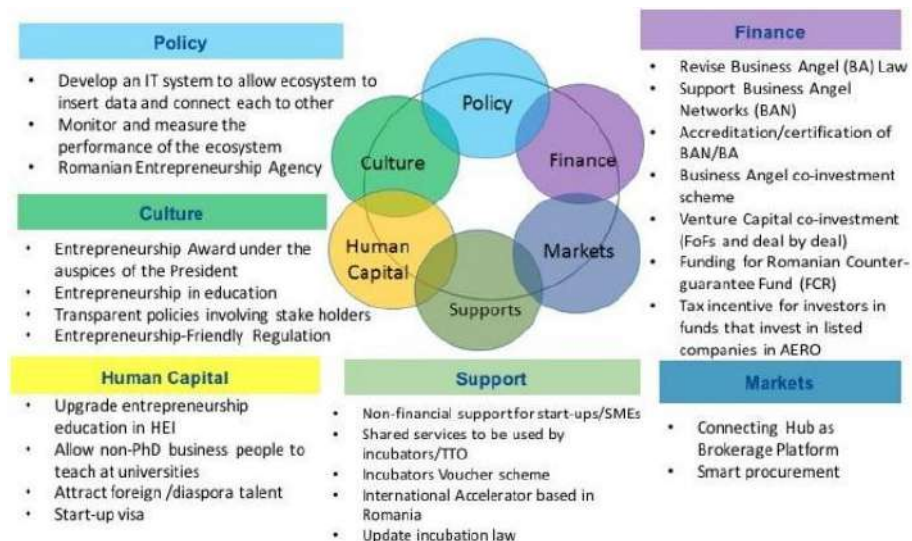 Policy
• Develop an IT system to allow ecosystem to
insert data and connect each to other
• Monitor and measure the
performance of the ecosystem
• Romanian Entrepreneurship Agency
Culture
• Entrepreneurship Award under the
auspices of the President
• Entrepreneurship in education
• Transparent policies involving stake holders
• Entrepreneurship-Friendly Regulation
Policy
Finance
Markets
Supports
Human
Capital
Culture
Finance
• Revise Business Angel (BA) Law
• Support Business Angel
Networks (BAN)
• Accreditation/certification of
BAN/BA
• Business Angel co-investment
scheme
• Venture Capital co-investment
(FoFs and deal by deal)
• Funding for Romanian Counter-
guarantee Fund (FCR)
• Tax incentive for investors in
funds that invest in listed
companies in AERO
Human Capital
• Upgrade entrepreneurship
education in HEI
• Allow non-PhD business people to
teach at universities
• Attract foreign /diaspora talent
• Start-up visa
Support
• Non-financial support for start-ups/SMEs
• Shared services to be used by
incubators/TTO
• Incubators Voucher scheme
• International Accelerator based in
Romania
• Update incubation law
Markets
• Connecting Hub as
Brokerage Platform
• Smart procurement